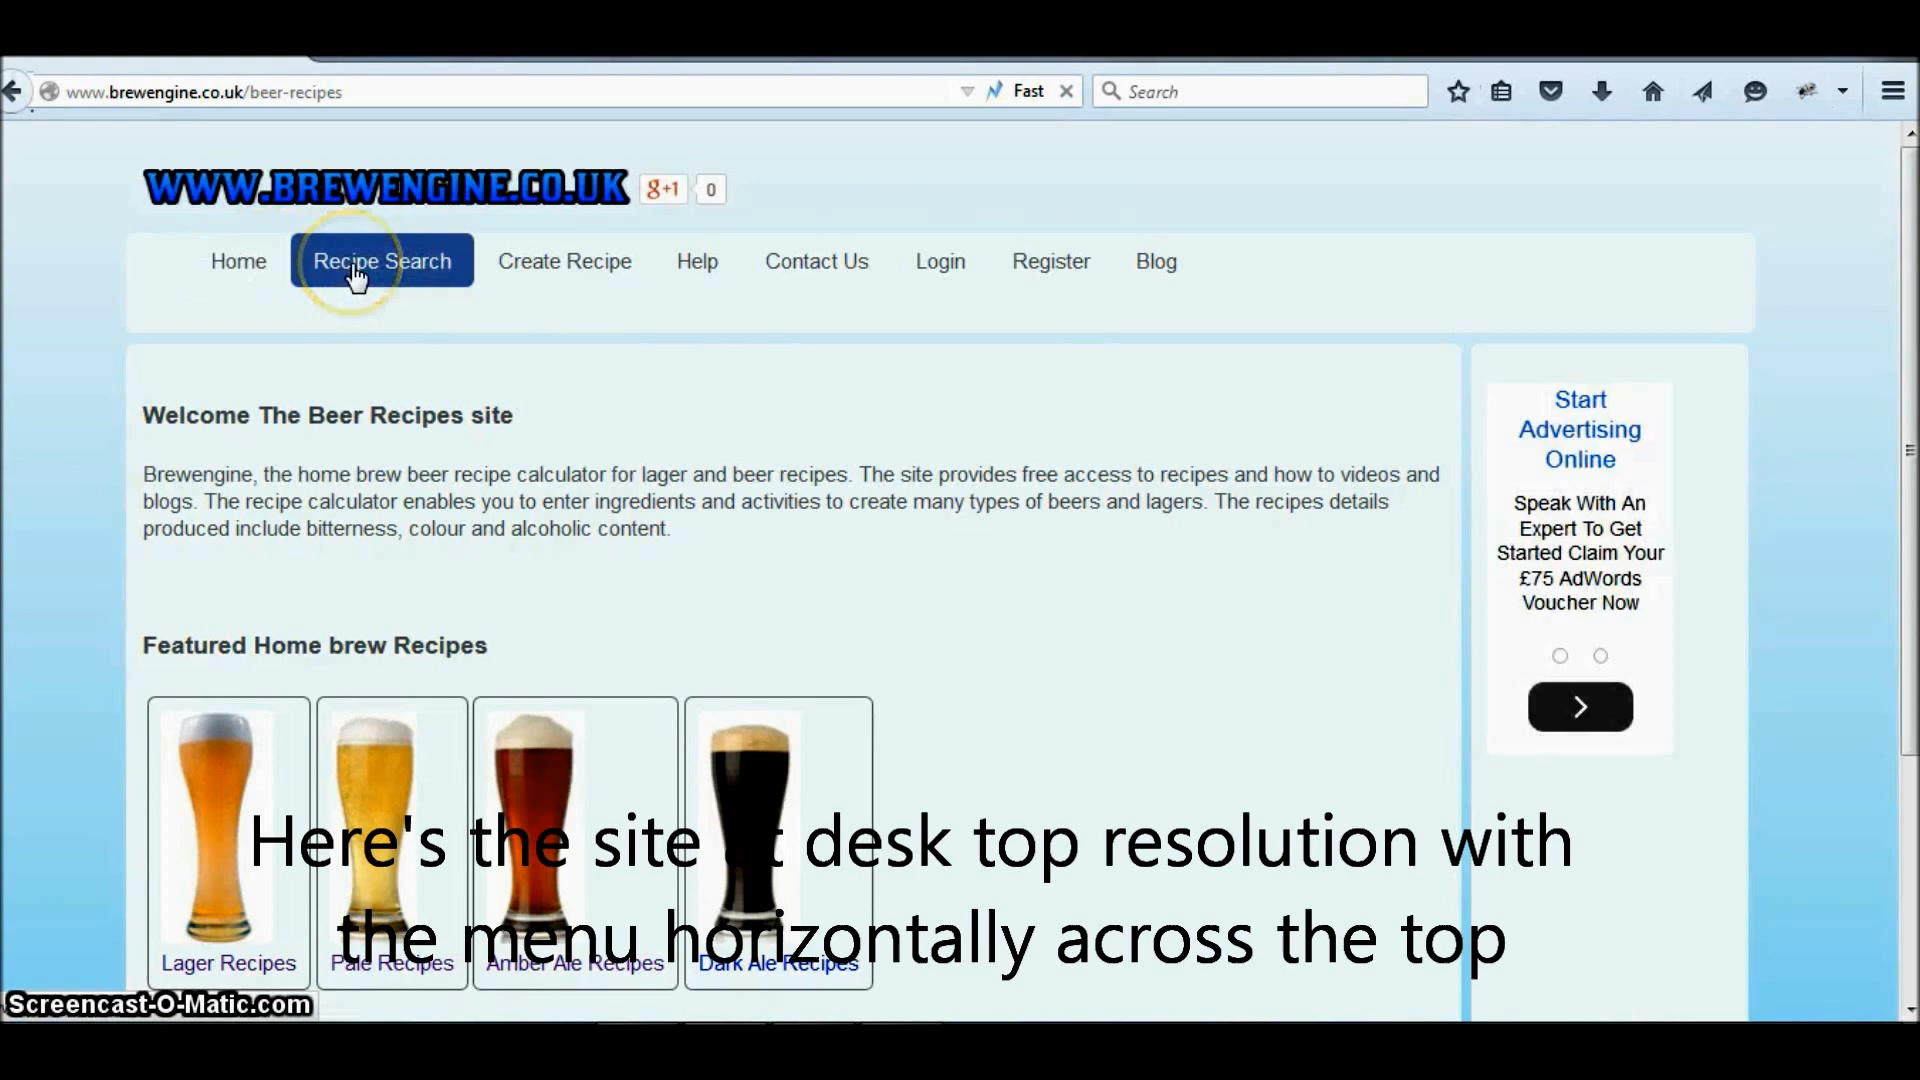 www.brewengine.co.uk/beer-recipes
Fast
Search
WWW.BREWENGINE.CO.UK
g+1
0
Home
Recipe Search
Create Recipe
Help
Contact Us
Login
Register
Blog
Welcome The Beer Recipes site
Brewengine, the home brew beer recipe calculator for lager and beer recipes. The site provides free access to recipes and how to videos and
blogs. The recipe calculator enables you to enter ingredients and activities to create many types of beers and lagers. The recipes details
produced include bitterness, colour and alcoholic content.
Start
Advertising
Online
Speak With An
Expert To Get
Started Claim Your
£75 AdWords
Voucher Now
Featured Home brew Recipes
Here's the site at desk top resolution with
the menu horizontally across the top
Lager Recipes
Pale Recipes
Amber Ale Recipes
Dark Ale Recipes
Screencast-O-Matic.com